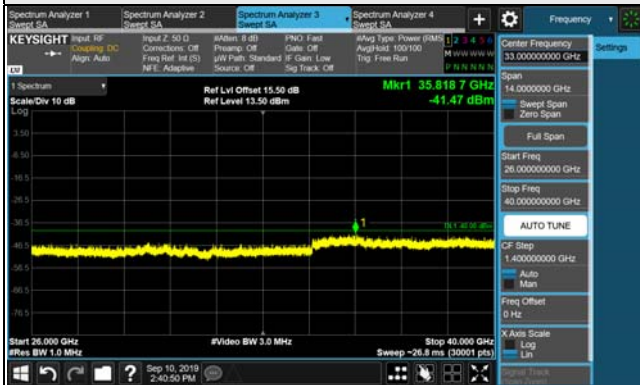 Spectrum Analyzer 1
Swept SA
Spectrum Analyzer 2
Swept SA
Spectrum Analyzer 3
Swept SA
Spectrum Analyzer 4
Swept SA
Frequency
KEYSIGHT
Input: RF
Coupling: DC
Align: Auto
Input Z: 50 Ω
Corrections: Off
Freq Ref: Int (S)
NFE: Adaptive
#Atten: 8 dB
Preamp: Off
µW Path: Standard
Source: Off
PNO: Fast
Gate: Off
IF Gain: Low
Sig Track: Off
#Avg Type: Power (RMS
Avg|Hold: 100/100
Trig: Free Run
1 2 3 4 5 6
M W W W W W
P N N N N N
LXI
1 Spectrum
Scale/Div 10 dB
Log
Ref Lvl Offset 15.50 dB
Ref Level 13.50 dBm
Mkr1 35.818 7 GHz
-41.47 dBm
3.50
-6.50
-16.5
-26.5
-36.5
-46.5
-56.5
-66.5
-76.5
1
Start 26.000 GHz
#Res BW 1.0 MHz
#Video BW 3.0 MHz
Stop 40.000 GHz
Sweep ~26.8 ms (30001 pts)
Center Frequency
33.000000000 GHz
Settings
Span
14.0000000 GHz
Swept Span
Zero Span
Full Span
Start Freq
26.000000000 GHz
Stop Freq
40.000000000 GHz
AUTO TUNE
CF Step
1.400000000 GHz
Auto
Man
Freq Offset
0 Hz
X Axis Scale
Log
Lin
Signal Track
Sep 10, 2019
2:40:50 PM